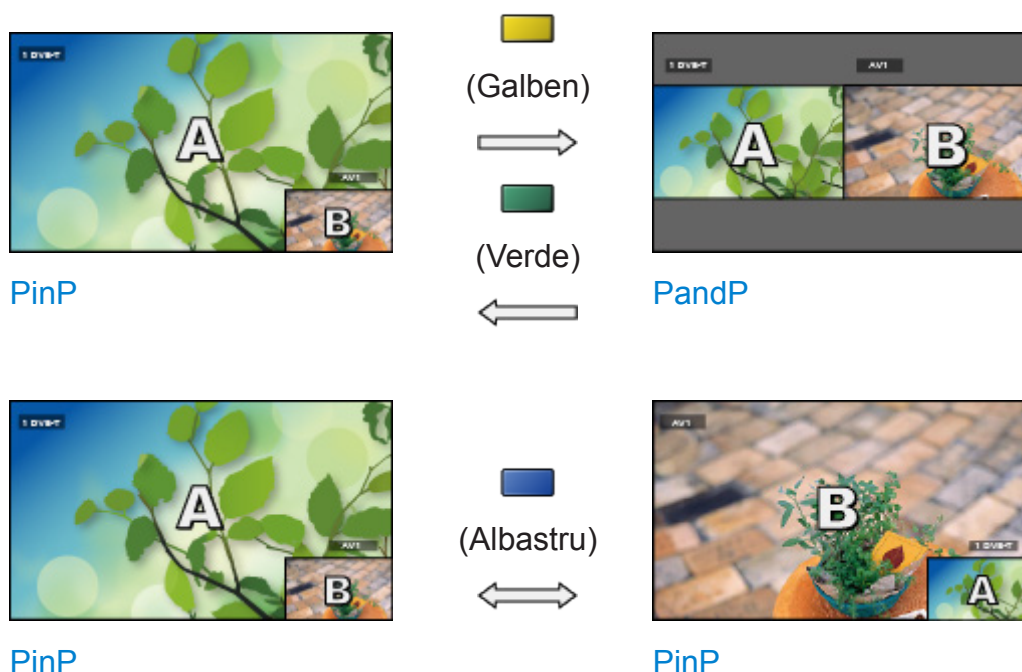 1 DVB-T
A
AV1
B
PinP
(Galben)
(Verde)
1 DVB-T
AV1
A
B
PandP
1 DVB-T
A
AV1
B
PinP
(Albastru)
AV1
B
1 DVB-T
A
PinP